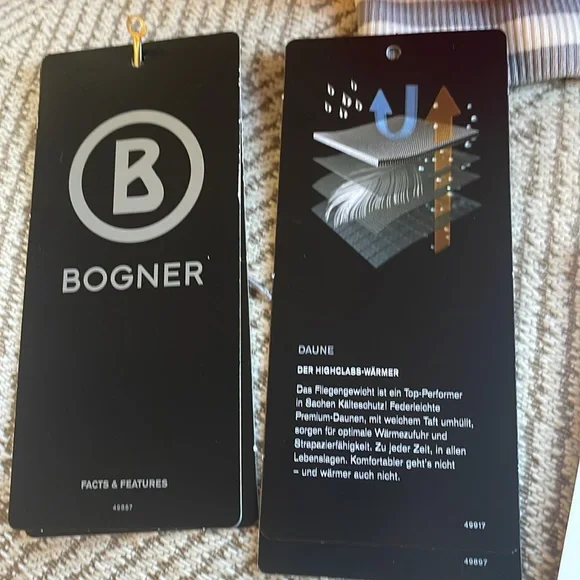 B
BOGNER
FACTS & FEATURES
49887
DAUNE
DER HIGHCLASS-WÄRMER
Das Fliegengewicht ist ein Top-Performer
in Sachen Kälteschutz! Federleichte
Premium-Daunen, mit weichem Taft umhüllt,
sorgen für optimale Wärmezufuhr und
Strapazierfähigkeit. Zu jeder Zeit, in allen
Lebenslagen. Komfortabler geht's nicht
– und wärmer auch nicht.
49917
49897